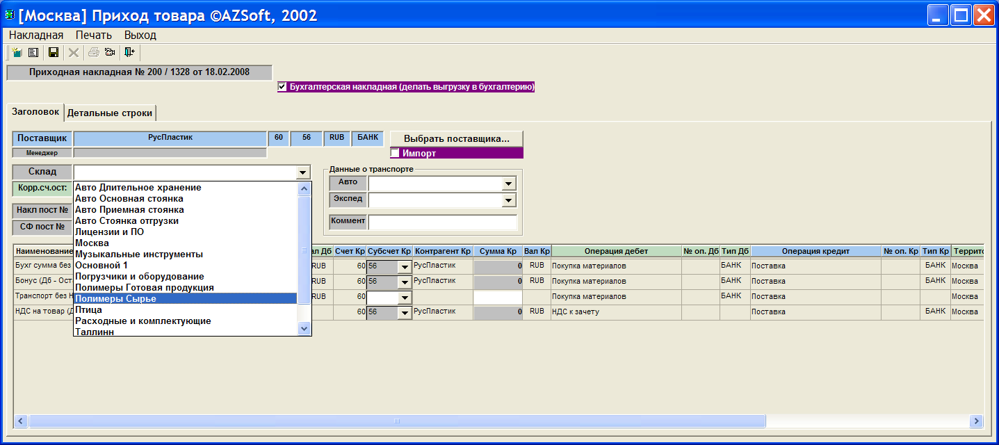 [Москва] Приход товара ©AZSoft, 2002
Накладная Печать Выход
Приходная накладная № 200 / 1328 от 18.02.2008
Бухгалтерская накладная (делать выгрузку в бухгалтерию)
Заголовок Детальные строки
Поставщик РусПластик 60 56 RUB БАНК Выбрать поставщика...
Менеджер Импорт
Склад
Данные о транспорте
Корр.сч.ост:
Авто
Экспед
Накл пост №
Коммент
СФ пост №
Авто Длительное хранение
Авто Основная стоянка
Авто Приемная стоянка
Авто Стоянка отгрузки
Лицензии и ПО
Москва
Музыкальные инструменты
Основной 1
Погрузчики и оборудование
Полимеры Готовая продукция
Полимеры Сырье
Птица
Расходные и комплектующие
Таллинн
Наименование ал Дб Счет Кр Субсчет Кр Контрагент Кр Сумма Кр Вал Кр Операция дебет № оп. Дб Тип Дб Операция кредит № оп. Кр Тип Кр Территс
Бухг сумма без RUB 60 56 РусПластик 0 RUB Покупка материалов БАНК Поставка БАНК Москва
Бонус (Дб - Ост RUB 60 56 РусПластик 0 RUB Покупка материалов БАНК Поставка БАНК Москва
Транспорт без Н RUB 60 Покупка материалов БАНК Поставка Москва
НДС на товар (Д 60 56 РусПластик 0 RUB НДС к зачету Поставка БАНК Москва